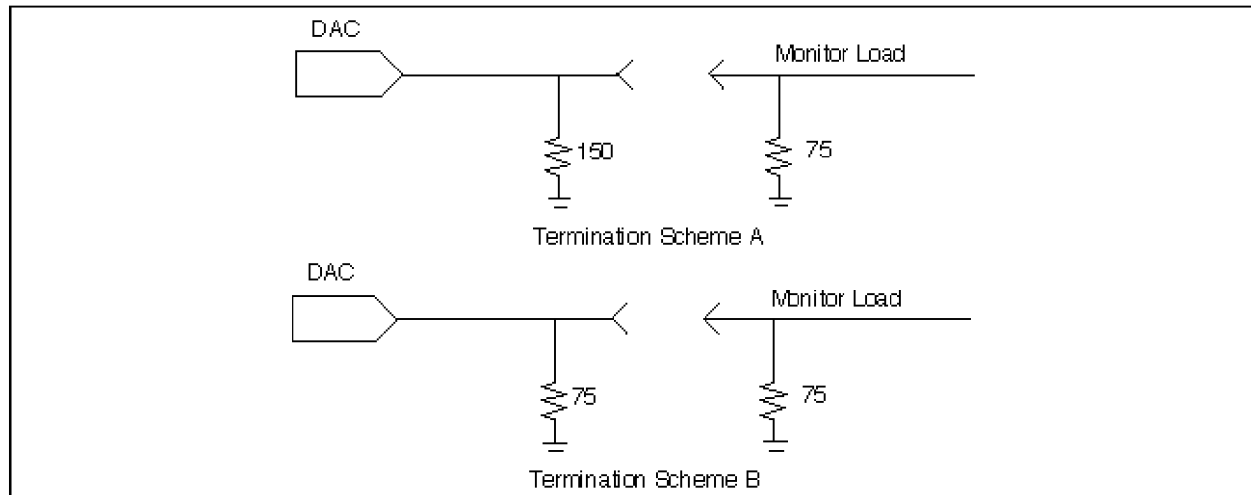 DAC
Monitor Load
150
75
Termination Scheme A
DAC
Monitor Load
75
75
Termination Scheme B